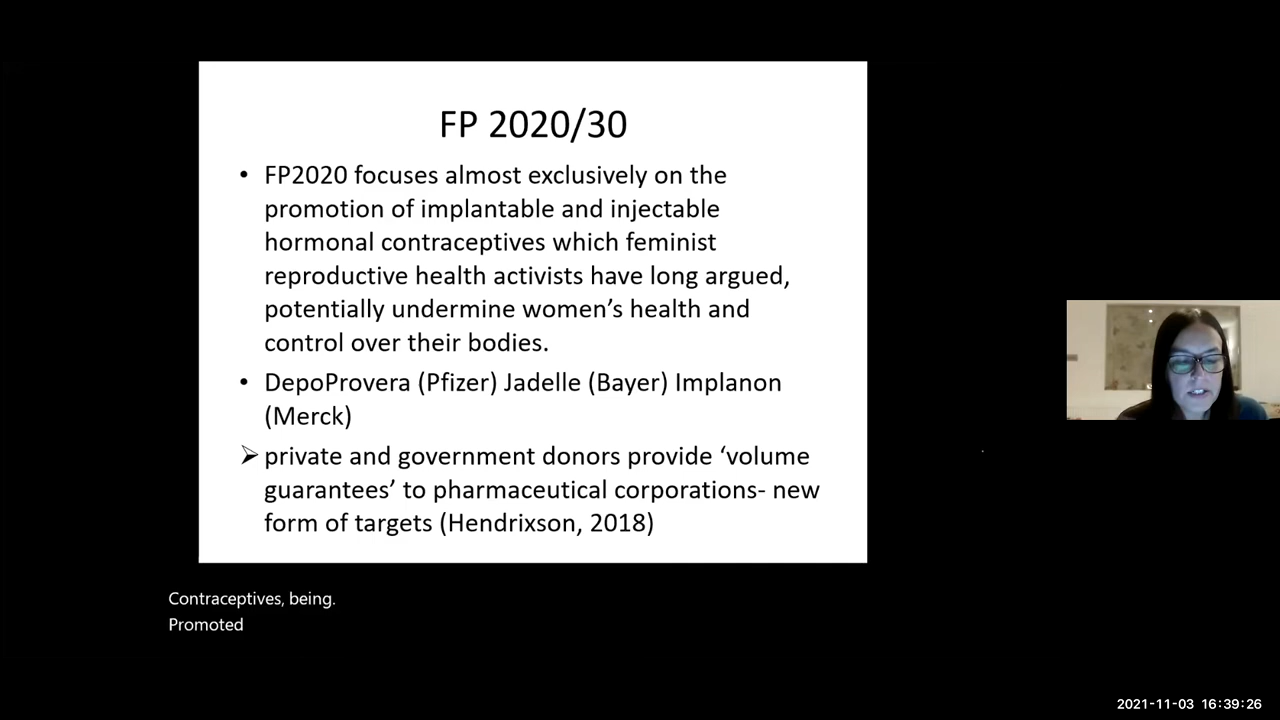 FP 2020/30
• FP2020 focuses almost exclusively on the
promotion of implantable and injectable
hormonal contraceptives which feminist
reproductive health activists have long argued,
potentially undermine women’s health and
control over their bodies.
• DepoProvera (Pfizer) Jadelle (Bayer) Implanon
(Merck)
➢ private and government donors provide ‘volume
guarantees’ to pharmaceutical corporations- new
form of targets (Hendrixson, 2018)
Contraceptives, being.
Promoted
2021-11-03 16:39:26